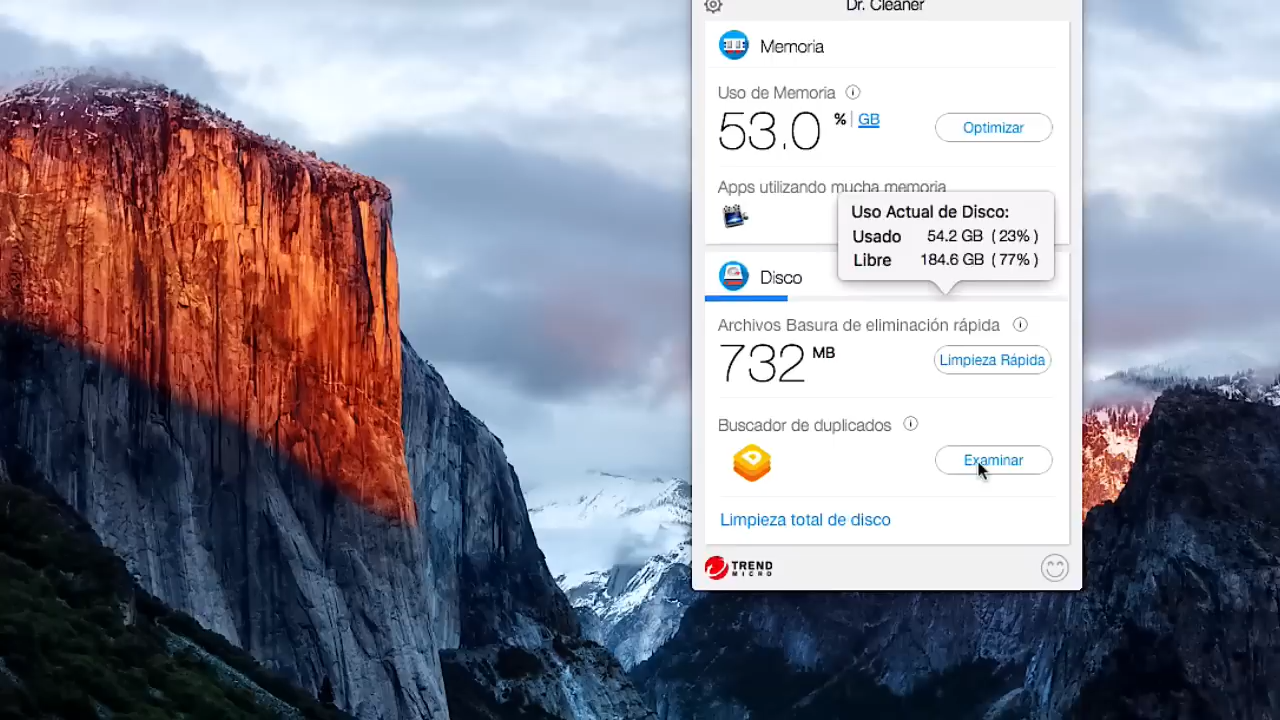 Dr. Cleaner
Memoria
Uso de Memoria
53.0 % | GB
Optimizar
Apps utilizando mucha memoria
Uso Actual de Disco:
Usado 54.2 GB (23%)
Libre 184.6 GB (77%)
Disco
Archivos Basura de eliminación rápida
732 MB
Limpieza Rápida
Buscador de duplicados
Examinar
Limpieza total de disco
TREND
MICRO